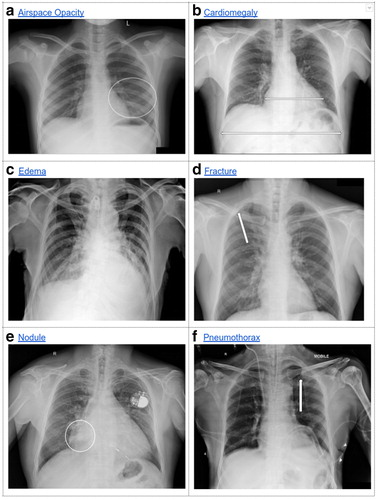 a Airspace Opacity
L
b Cardiomegaly
c Edema
d Fracture
R
e Nodule
R
f Pneumothorax
R
MOBILE